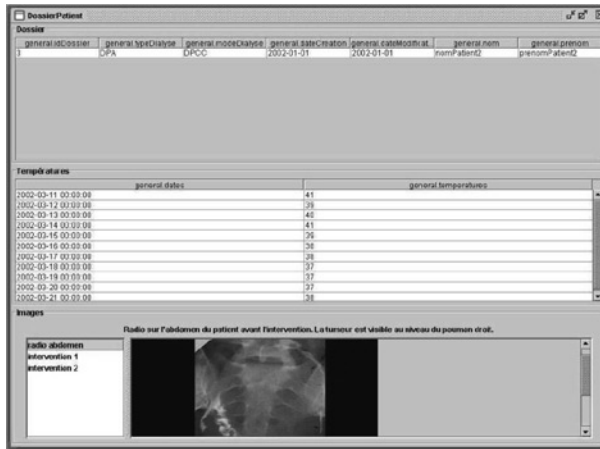 DossierPatient
Dossier
general.idDossier general.typeDialyse general.modeDialyse general.dateCreation general.dateModificat... general.nom general.prenom
3 DPA DPCC 2002-01-01 2002-01-01 nomPatient2 prenomPatient2
Températures
general.dates general.temperatures
2002-03-11 00:00:00 41
2002-03-12 00:00:00 39
2002-03-13 00:00:00 40
2002-03-14 00:00:00 41
2002-03-15 00:00:00 39
2002-03-16 00:00:00 38
2002-03-17 00:00:00 38
2002-03-18 00:00:00 37
2002-03-19 00:00:00 37
2002-03-20 00:00:00 37
2002-03-21 00:00:00 38
Images
Radio sur l'abdomen du patient avant l'intervention. La tumeur est visible au niveau du poumon droit.
radio abdomen
intervention 1
intervention 2